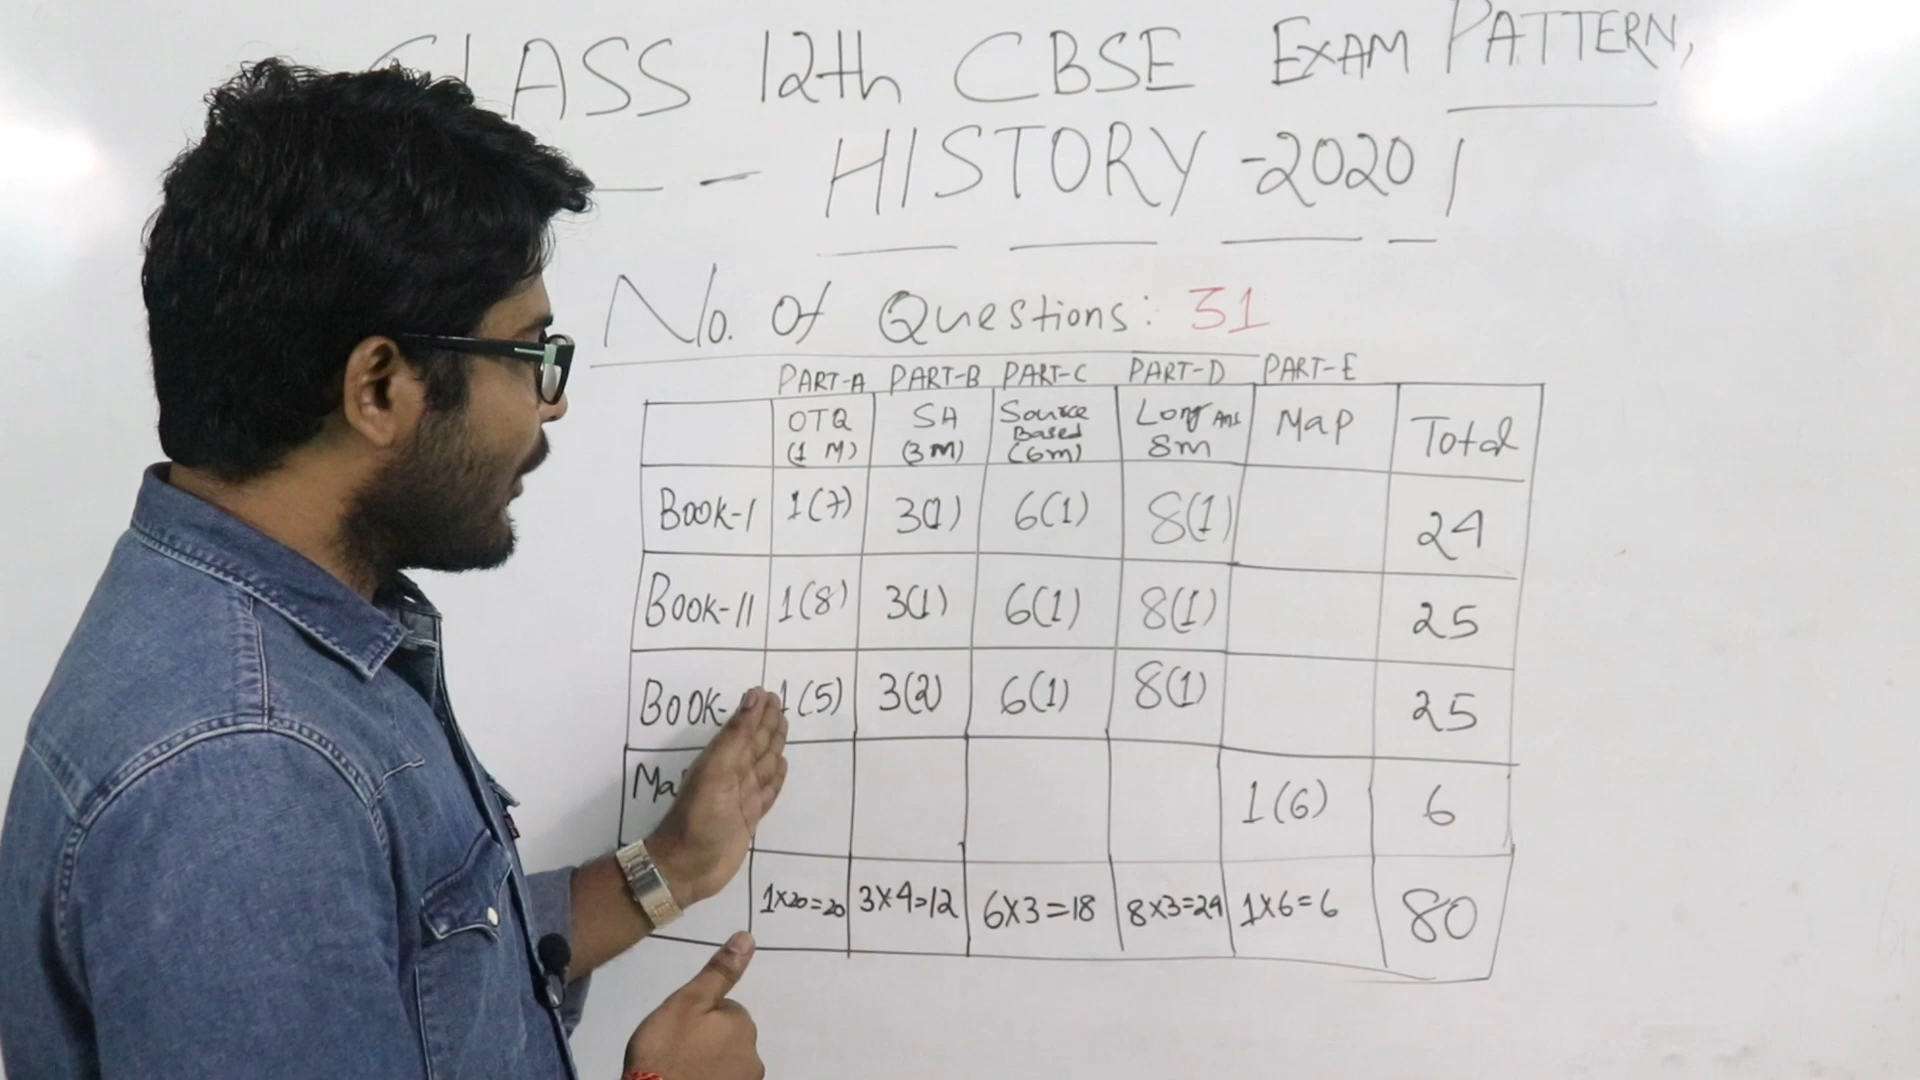 CLASS 12th CBSE EXAM PATTERN,
-- HISTORY -2020
No. Of Questions: 31
PART-A PART-B PART-C PART-D PART-E
OTQ (1 M) SA (3M) Source Based (6m) Long Ans 8m Map Total
Book-I 1(7) 3(1) 6(1) 8(1) 24
Book-II 1(8) 3(1) 6(1) 8(1) 25
Book- 1(5) 3(2) 6(1) 8(1) 25
Ma 1(6) 6
1x20=20 3x4=12 6x3=18 8x3=24 1x6=6 80